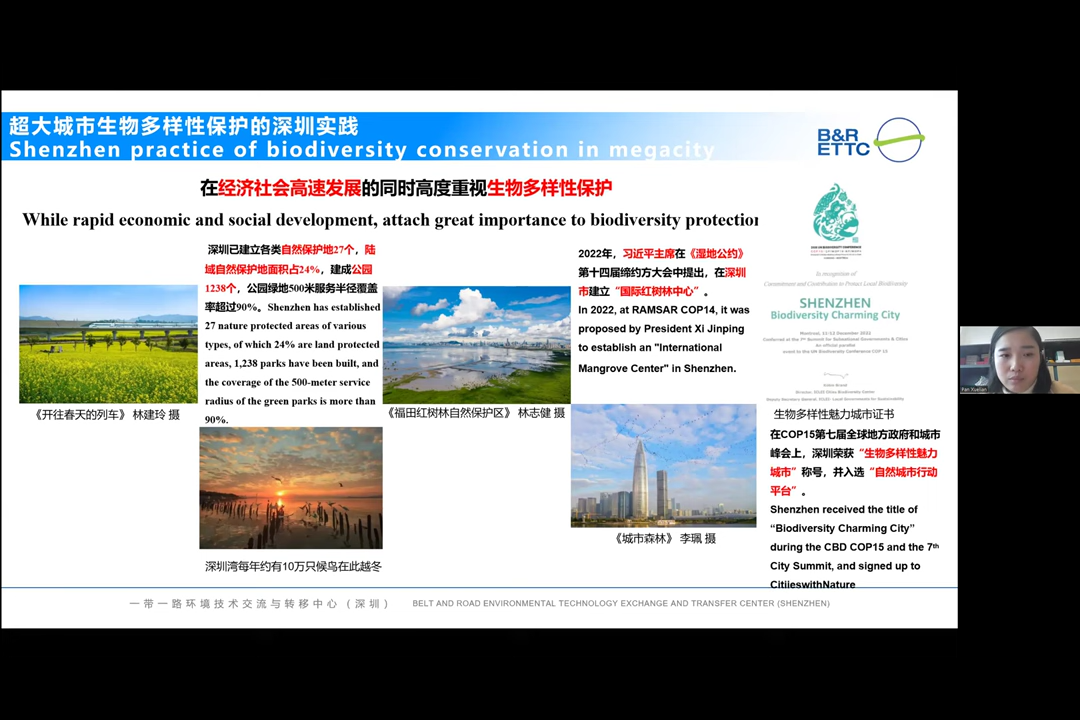 超大城市生物多样性保护的深圳实践
Shenzhen practice of biodiversity conservation in megacity
B&R
ETTC
在经济社会高速发展的同时高度重视生物多样性保护
While rapid economic and social development, attach great importance to biodiversity protection
深圳已建立各类自然保护地27个，陆
域自然保护地面积占24%，建成公园
1238个，公园绿地500米服务半径覆盖
率超过90%。Shenzhen has established
27 nature protected areas of various
types, of which 24% are land protected
areas, 1,238 parks have been built, and
the coverage of the 500-meter service
radius of the green parks is more than
90%.
《开往春天的列车》 林建玲 摄
深圳湾每年约有10万只候鸟在此越冬
《福田红树林自然保护区》 林志健 摄
2022年，习近平主席在《湿地公约》
第十四届缔约方大会中提出，在深圳
市建立“国际红树林中心”。
In 2022, at RAMSAR COP14, it was
proposed by President Xi Jinping
to establish an "International
Mangrove Center" in Shenzhen.
《城市森林》 李珮 摄
In recognition of
Commitment and Contribution to Protect Local Biodiversity
SHENZHEN
Biodiversity Charming City
生物多样性魅力城市证书
在COP15第七届全球地方政府和城市
峰会上，深圳荣获“生物多样性魅力
城市”称号，并入选“自然城市行动
平台”。
Shenzhen received the title of
“Biodiversity Charming City”
during the CBD COP15 and the 7th
City Summit, and signed up to
CitiieswithNature
一带一路环境技术交流与转移中心（深圳）
BELT AND ROAD ENVIRONMENTAL TECHNOLOGY EXCHANGE AND TRANSFER CENTER (SHENZHEN)
Fan Yuelian